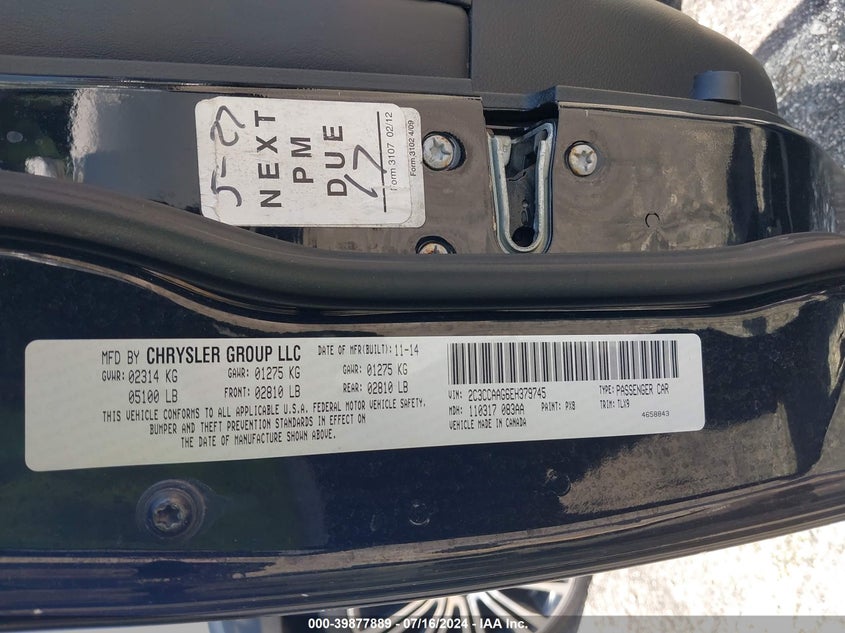 5-27
NEXT
PM
DUE
17
Form 3107 02/12
Form 3102 4/09
MFD BY CHRYSLER GROUP LLC DATE OF MFR(BUILT): 11-14
GVWR: 02314 KG GAWR: 01275 KG GAWR: 01275 KG
05100 LB FRONT: 02810 LB REAR: 02810 LB
THIS VEHICLE CONFORMS TO ALL APPLICABLE U.S.A. FEDERAL MOTOR VEHICLE SAFETY,
BUMPER AND THEFT PREVENTION STANDARDS IN EFFECT ON
THE DATE OF MANUFACTURE SHOWN ABOVE.
VIN: 2C3CCAAG6EH379745 TYPE: PASSENGER CAR
MDH: 110317 083AA PAINT: PX8 TRIM: TLX9
VEHICLE MADE IN CANADA 4658843
000-39877889 - 07/16/2024 - IAA Inc.